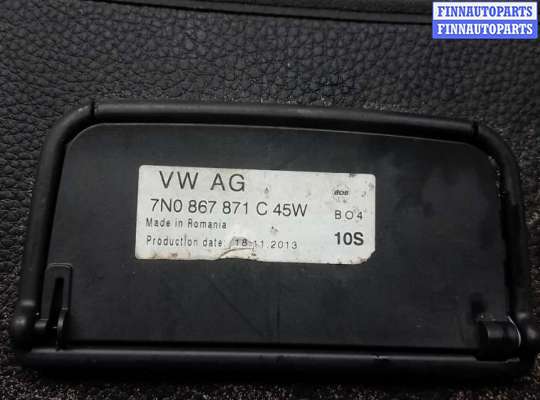 FINNAUTOPARTS
FINNAUTOPARTS
VW AG
7N0 867 871 C 45W BO4
Made in Romania
Production date: 18.11.2013 10S